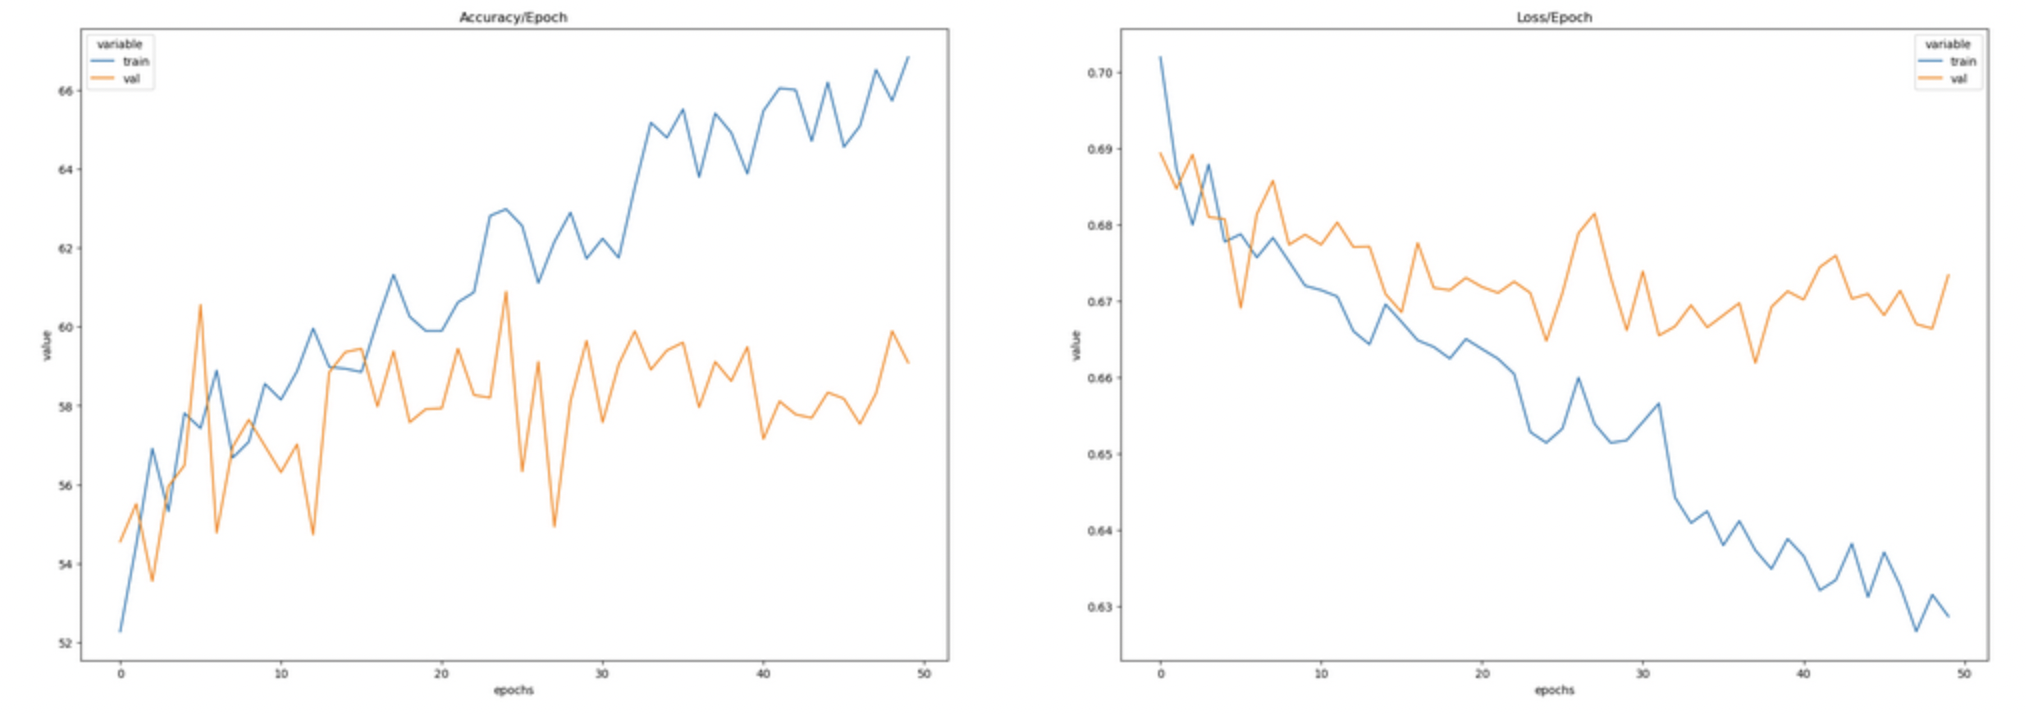 Accuracy/Epoch
variable
train
val
66
64
62
60
58
56
54
52
value
0
10
20
30
40
50
epochs
Loss/Epoch
variable
train
val
0.70
0.69
0.68
0.67
0.66
0.65
0.64
0.63
value
0
10
20
30
40
50
epochs